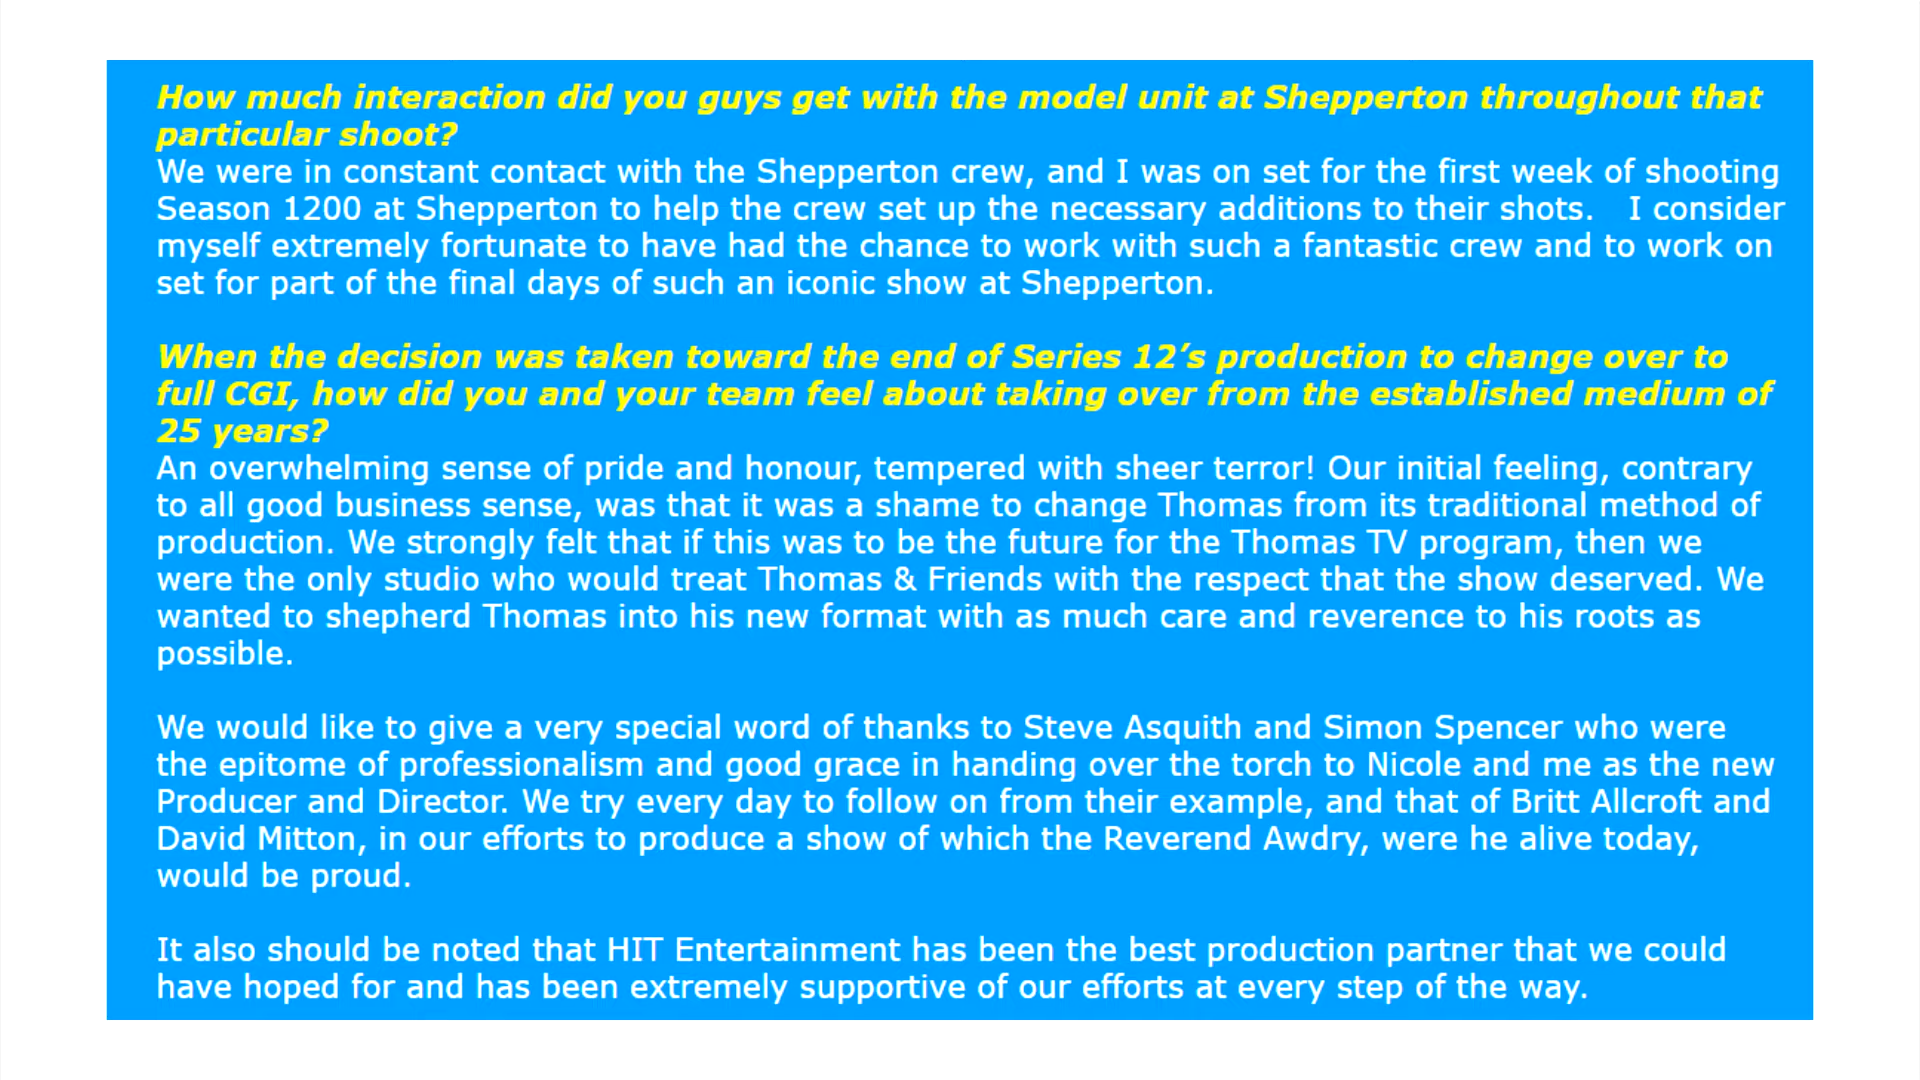 How much interaction did you guys get with the model unit at Shepperton throughout that
particular shoot?
We were in constant contact with the Shepperton crew, and I was on set for the first week of shooting
Season 1200 at Shepperton to help the crew set up the necessary additions to their shots.   I consider
myself extremely fortunate to have had the chance to work with such a fantastic crew and to work on
set for part of the final days of such an iconic show at Shepperton.
When the decision was taken toward the end of Series 12’s production to change over to
full CGI, how did you and your team feel about taking over from the established medium of
25 years?
An overwhelming sense of pride and honour, tempered with sheer terror! Our initial feeling, contrary
to all good business sense, was that it was a shame to change Thomas from its traditional method of
production. We strongly felt that if this was to be the future for the Thomas TV program, then we
were the only studio who would treat Thomas & Friends with the respect that the show deserved. We
wanted to shepherd Thomas into his new format with as much care and reverence to his roots as
possible.
We would like to give a very special word of thanks to Steve Asquith and Simon Spencer who were
the epitome of professionalism and good grace in handing over the torch to Nicole and me as the new
Producer and Director. We try every day to follow on from their example, and that of Britt Allcroft and
David Mitton, in our efforts to produce a show of which the Reverend Awdry, were he alive today,
would be proud.
It also should be noted that HIT Entertainment has been the best production partner that we could
have hoped for and has been extremely supportive of our efforts at every step of the way.